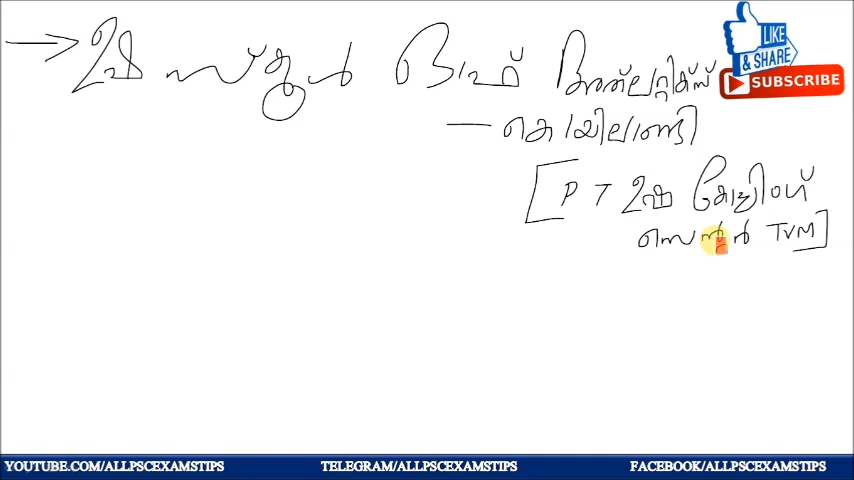 ഉഷ സ്കൂൾ ഓഫ് അത്‌ലറ്റിക്സ്
LIKE
& SHARE
SUBSCRIBE
— കൊയിലാണ്ടി
[P T ഉഷ കോച്ചിംഗ്
സെന്റർ TVM]
YOUTUBE.COM/ALLPSCEXAMSTIPS TELEGRAM/ALLPSCEXAMSTIPS FACEBOOK/ALLPSCEXAMSTIPS